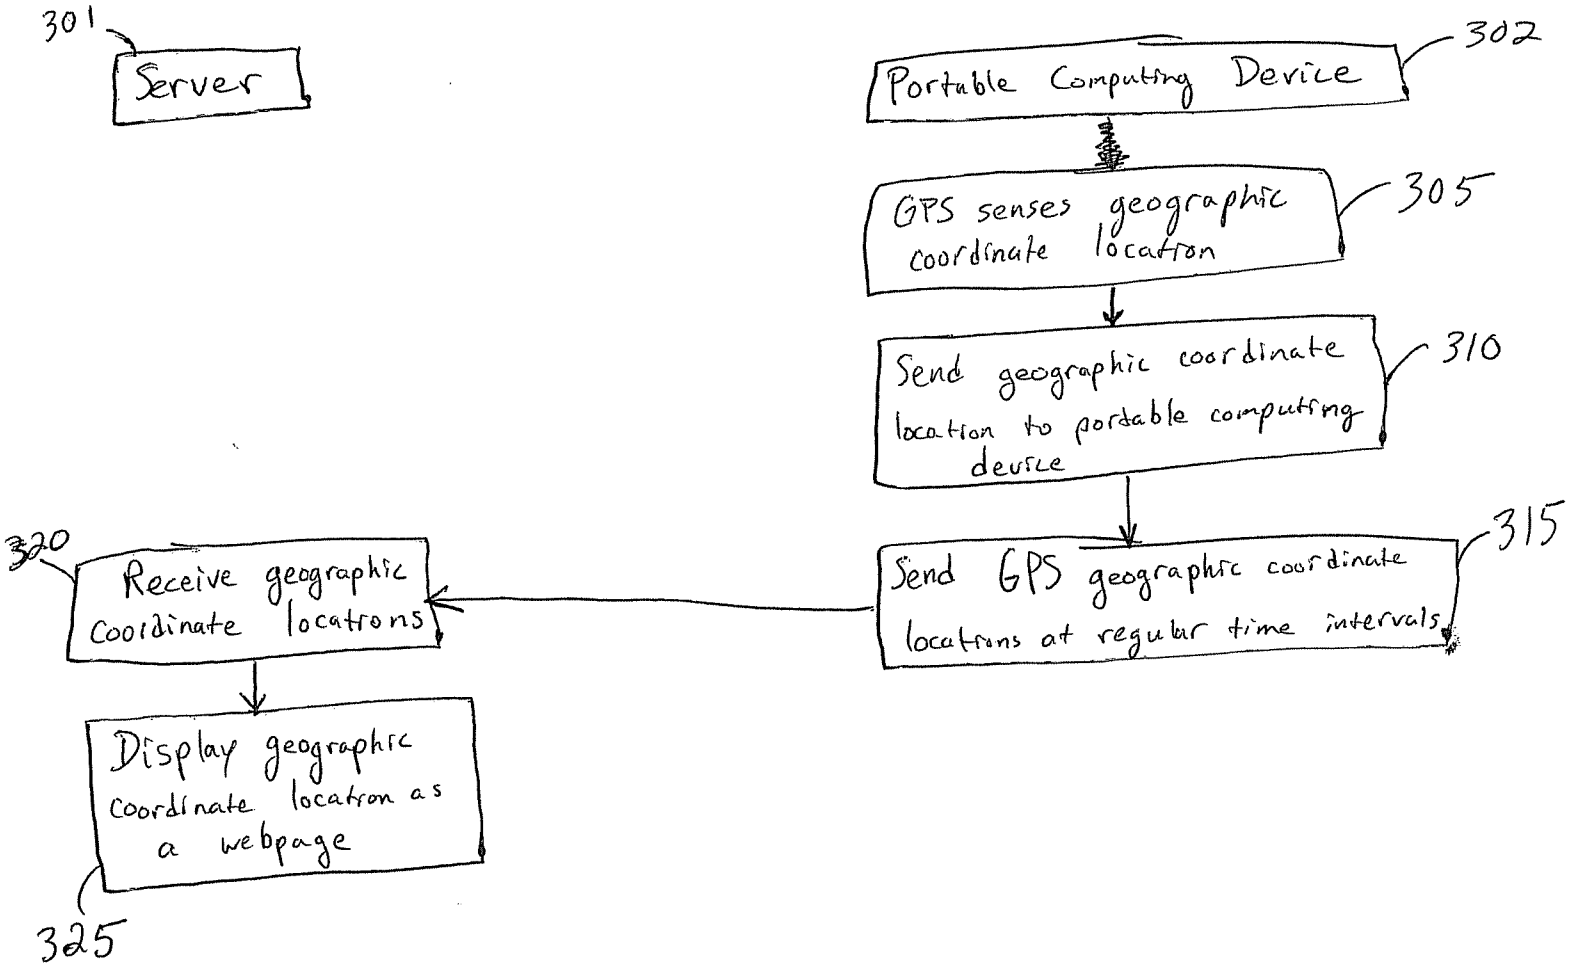 301
Server
302
Portable Computing Device
305
GPS senses geographic
coordinate location
310
Send geographic coordinate
location to portable computing
device
315
Send GPS geographic coordinate
locations at regular time intervals
320
Receive geographic
coordinate locations
Display geographic
coordinate location as
a webpage
325